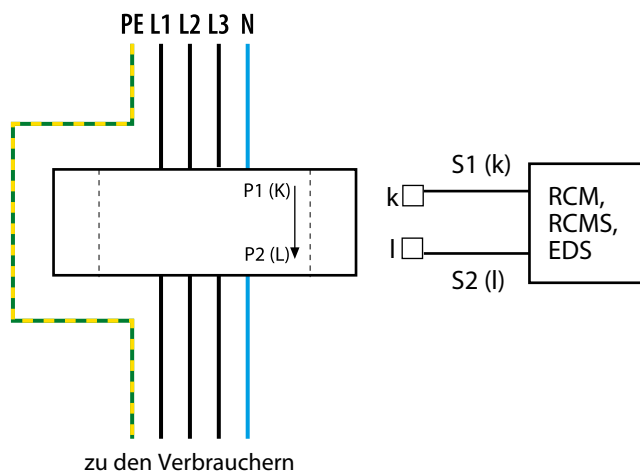 PE L1 L2 L3 N
P1 (K)
P2 (L)
k
l
S1 (k)
S2 (l)
RCM,
RCMS,
EDS
zu den Verbrauchern